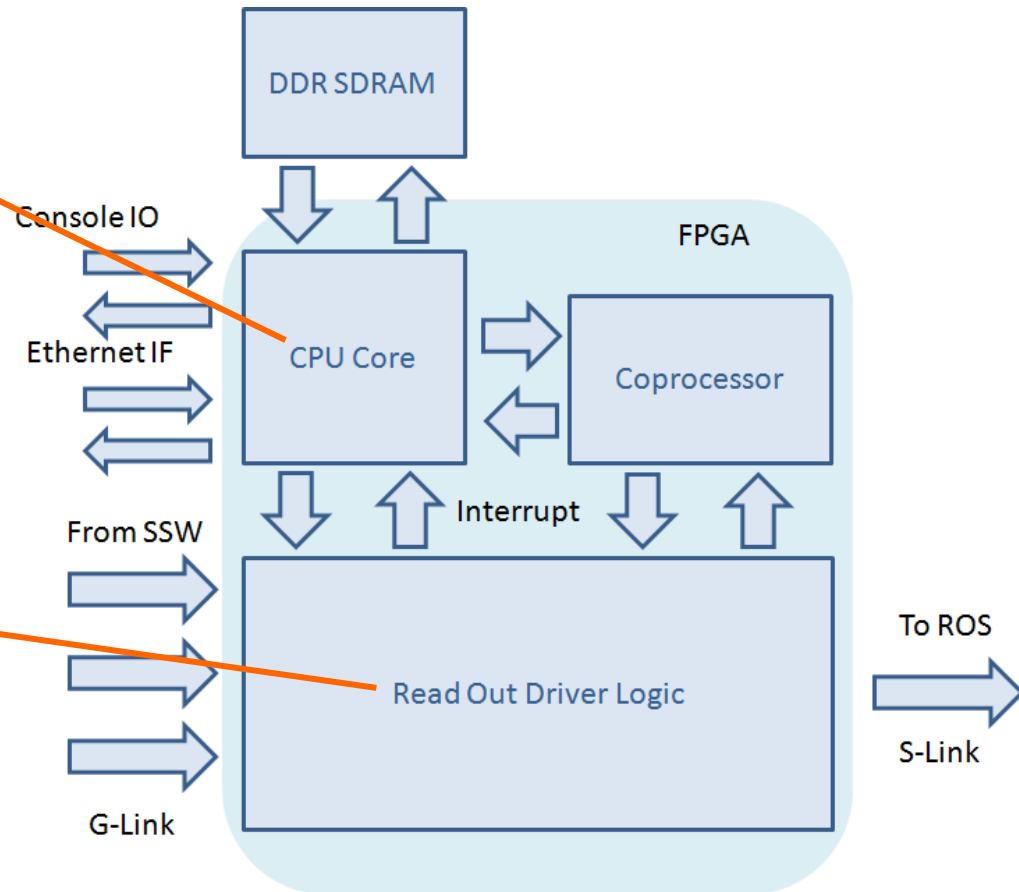 DDR SDRAM
Console IO
FPGA
Ethernet IF
CPU Core
Coprocessor
Interrupt
From SSW
To ROS
Read Out Driver Logic
S-Link
G-Link